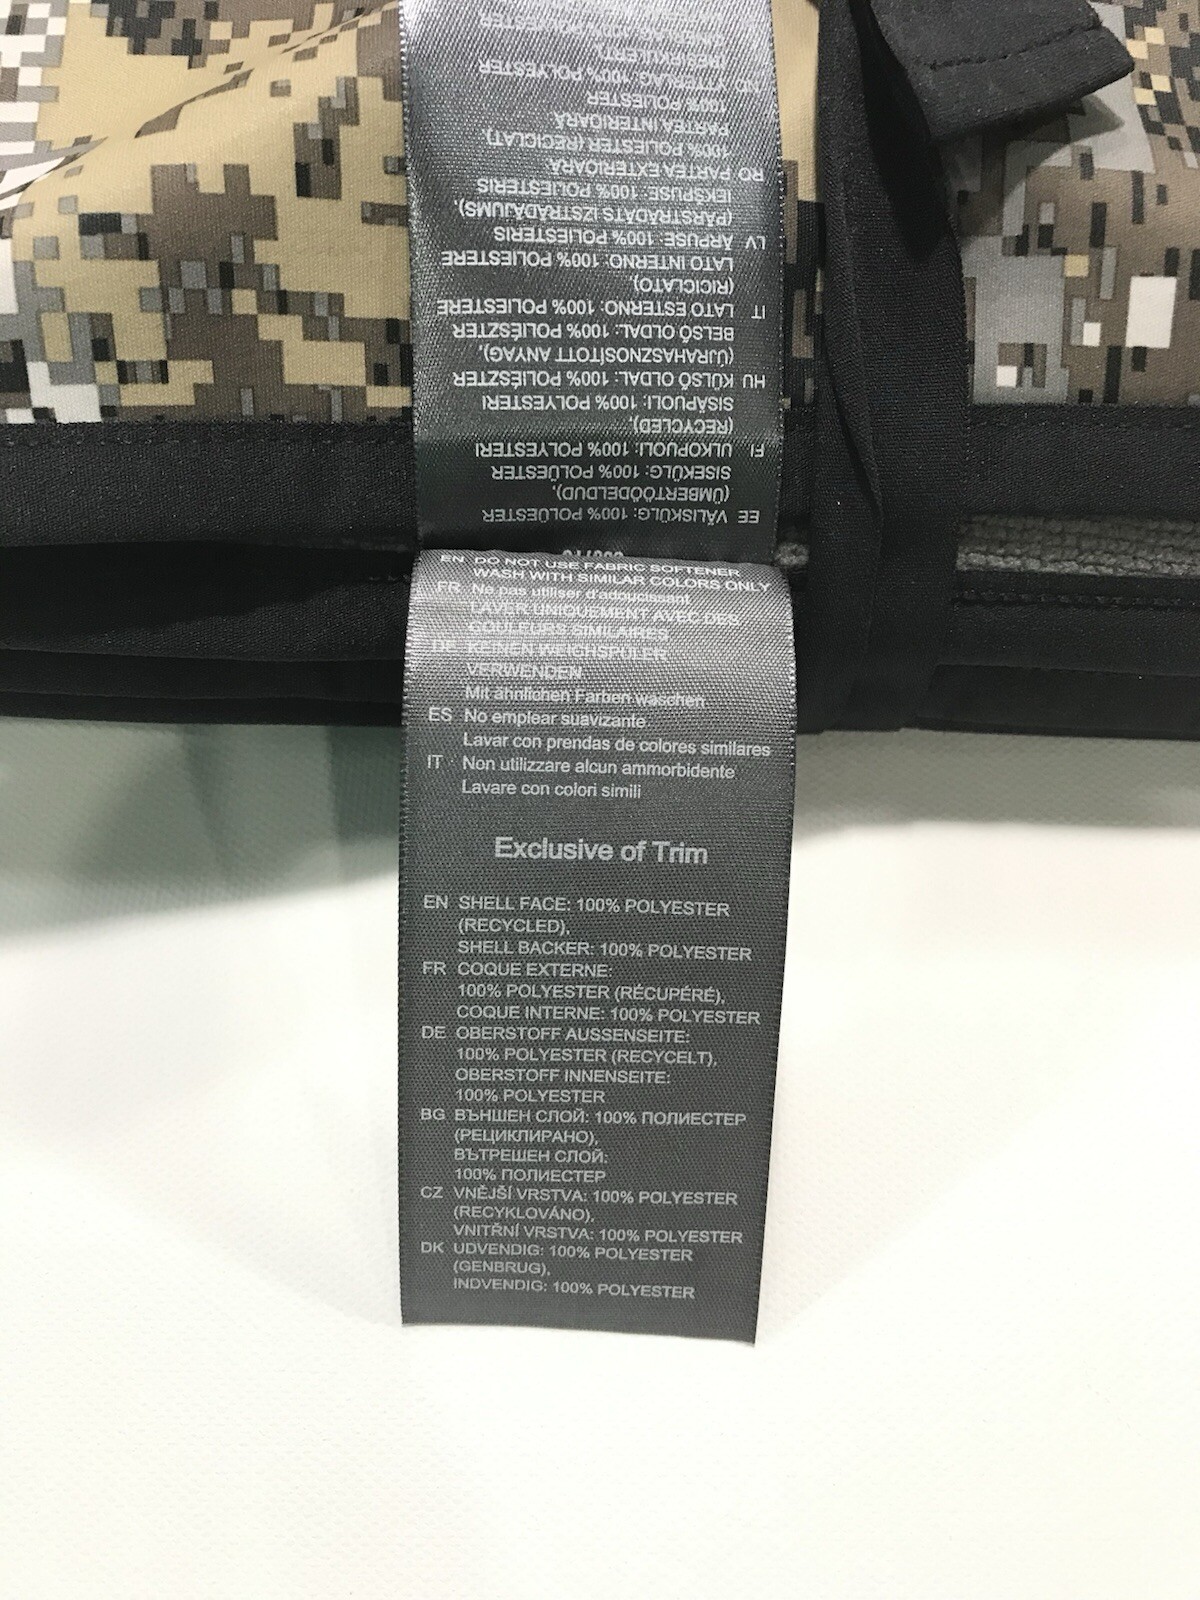 [NESIRKULERT]
NO YTTERLAG 100% POLYESTER
100% POLIESTER
PARTEA INTERIOARĂ
100% POLIESTER (RECICLAT),
RO PARTEA EXTERIOARĂ
IEKŠPUSE: 100% POLIESTERIS
(PĀRSTRĀDĀTS IZSTRĀDĀJUMS),
LV ĀRPUSE: 100% POLIESTERIS
LATO INTERNO: 100% POLIESTERE
(RICICLATO)
IT LATO ESTERNO: 100% POLIESTERE
BELSŐ OLDAL: 100% POLIÉSZTER
(ÚJRAHASZNOSÍTOTT ANYAG),
HU KÜLSŐ OLDAL: 100% POLIÉSZTER
SISÄPUOLI: 100% POLYESTERI
(RECYCLED),
FI ULKOPUOLI: 100% POLYESTERI
SISEKÜLG: 100% POLÜESTER
(ÜMBERTÖÖDELDUD),
EE VÄLISKÜLG: 100% POLÜESTER
EN DO NOT USE FABRIC SOFTENER
WASH WITH SIMILAR COLORS ONLY
FR Ne pas utiliser d'adoucissant
LAVER UNIQUEMENT AVEC DES
COULEURS SIMILAIRES
DE KEINEN WEICHSPÜLER
VERWENDEN
Mit ähnlichen Farben waschen
ES No emplear suavizante
Lavar con prendas de colores similares
IT Non utilizzare alcun ammorbidente
Lavare con colori simili
Exclusive of Trim
EN SHELL FACE: 100% POLYESTER
(RECYCLED),
SHELL BACKER: 100% POLYESTER
FR COQUE EXTERNE:
100% POLYESTER (RÉCUPÉRÉ),
COQUE INTERNE: 100% POLYESTER
DE OBERSTOFF AUSSENSEITE:
100% POLYESTER (RECYCELT),
OBERSTOFF INNENSEITE:
100% POLYESTER
BG ВЪНШЕН СЛОЙ: 100% ПОЛИЕСТЕР
(РЕЦИКЛИРАНО),
ВЪТРЕШЕН СЛОЙ:
100% ПОЛИЕСТЕР
CZ VNĚJŠÍ VRSTVA: 100% POLYESTER
(RECYKLOVÁNO),
VNITŘNÍ VRSTVA: 100% POLYESTER
DK UDVENDIG: 100% POLYESTER
(GENBRUG),
INDVENDIG: 100% POLYESTER